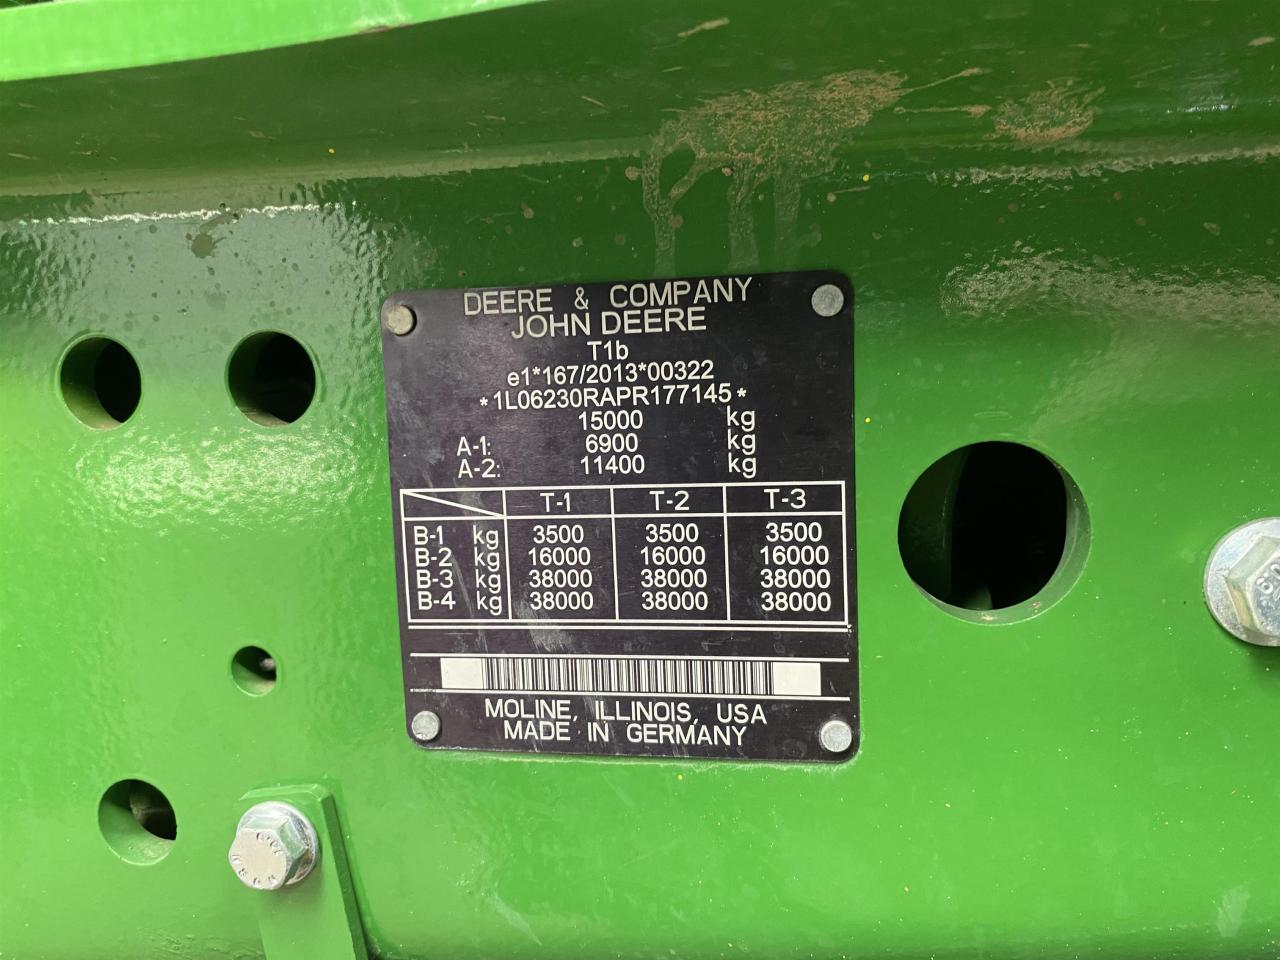 DEERE & COMPANY
JOHN DEERE
T1b
e1*167/2013*00322
*1L06230RAPR177145*
15000 kg
A-1: 6900 kg
A-2: 11400 kg
T-1 T-2 T-3
B-1 kg 3500 3500 3500
B-2 kg 16000 16000 16000
B-3 kg 38000 38000 38000
B-4 kg 38000 38000 38000
MOLINE, ILLINOIS, USA
MADE IN GERMANY